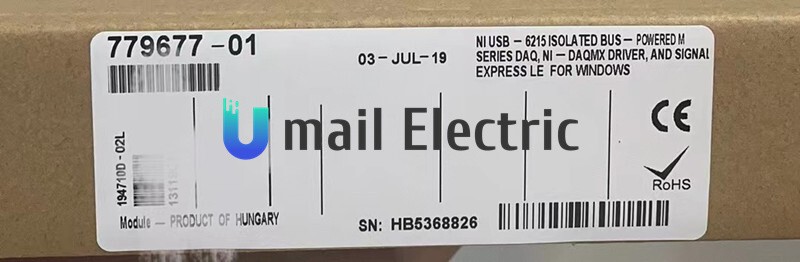 779677-01
03-JUL-19
NI USB - 6215 ISOLATED BUS - POWERED M
SERIES DAQ, NI - DAQMX DRIVER, AND SIGNAL
EXPRESS LE FOR WINDOWS
Umail Electric
194710D-02L
CE
RoHS
Module - PRODUCT OF HUNGARY
SN: HB5368826